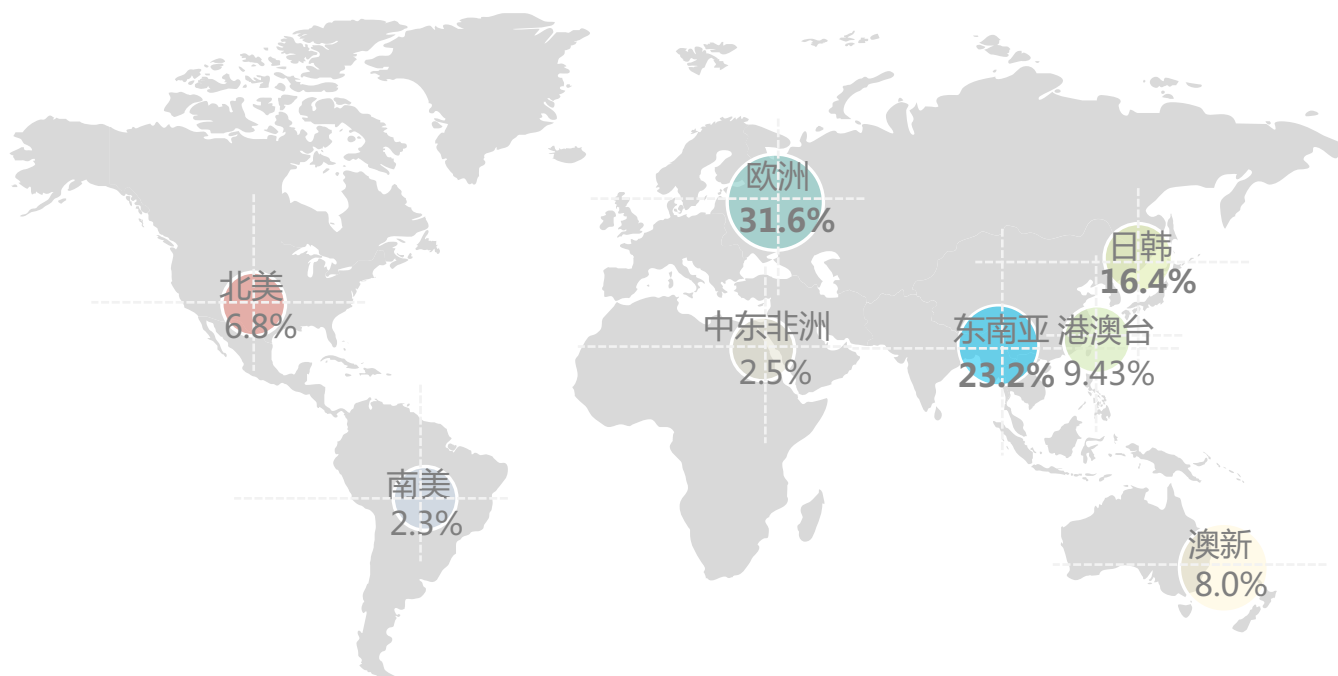 欧洲
31.6%
日韩
16.4%
北美
6.8%
中东非洲
2.5%
东南亚
23.2%
港澳台
9.43%
南美
2.3%
澳新
8.0%